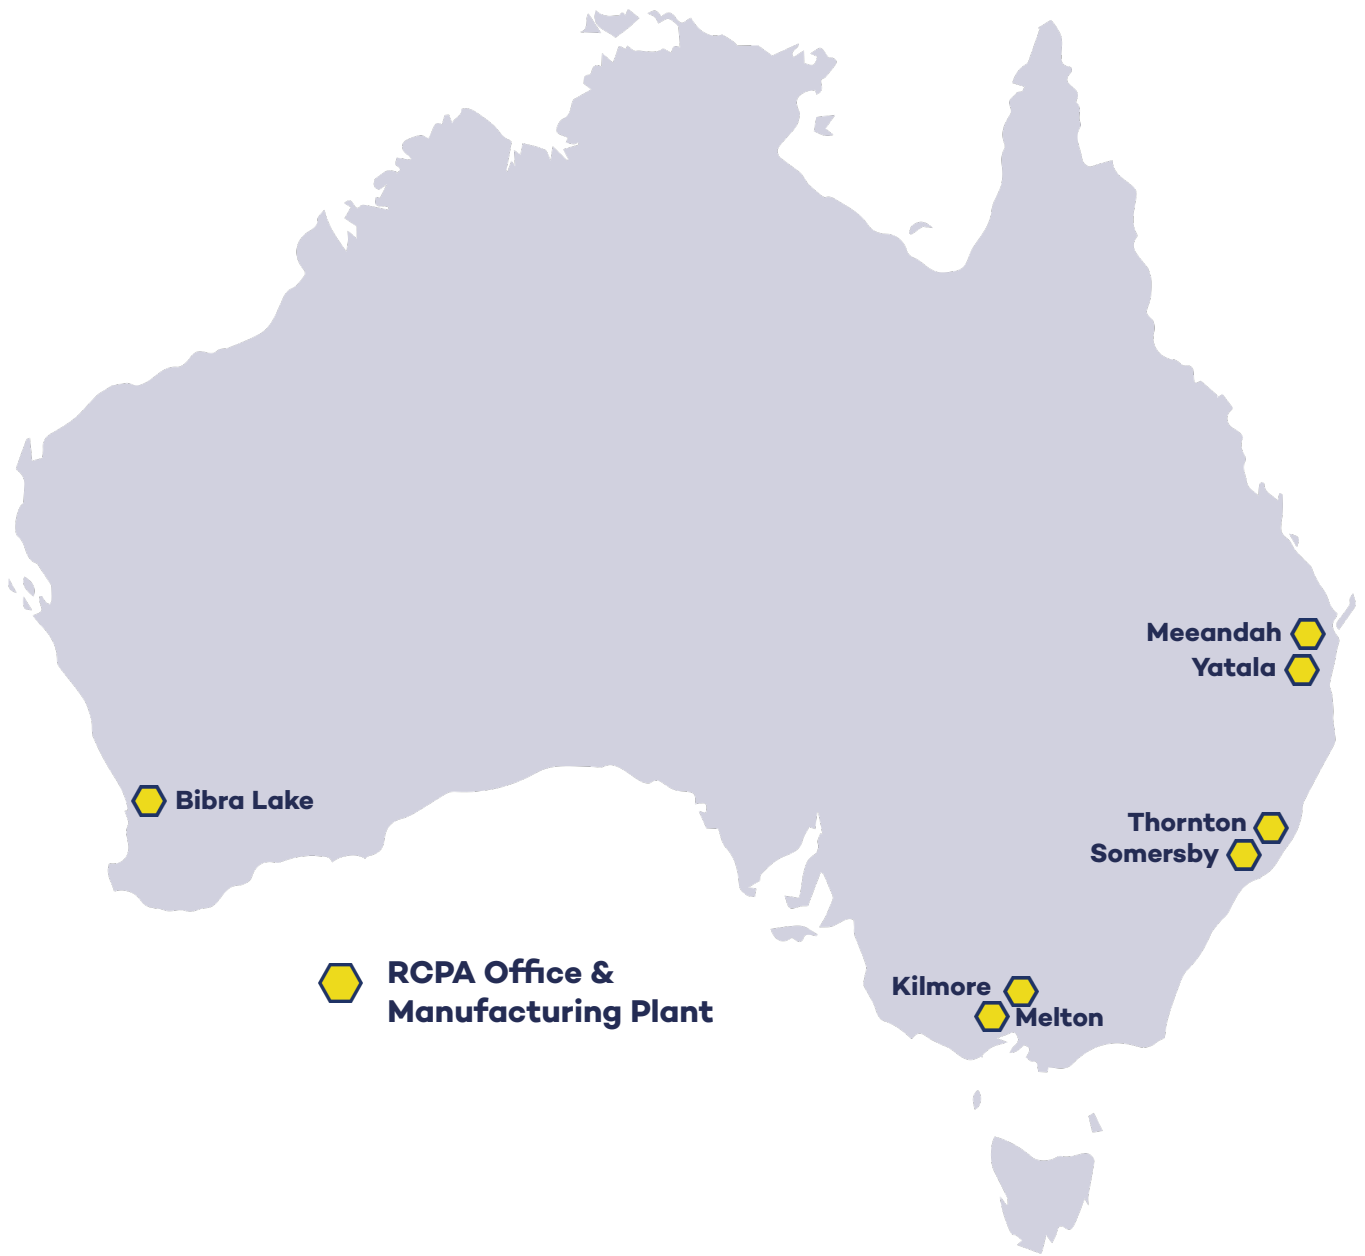 Meeandah
Yatala
Bibra Lake
Thornton
Somersby
RCPA Office &
Manufacturing Plant
Kilmore
Melton